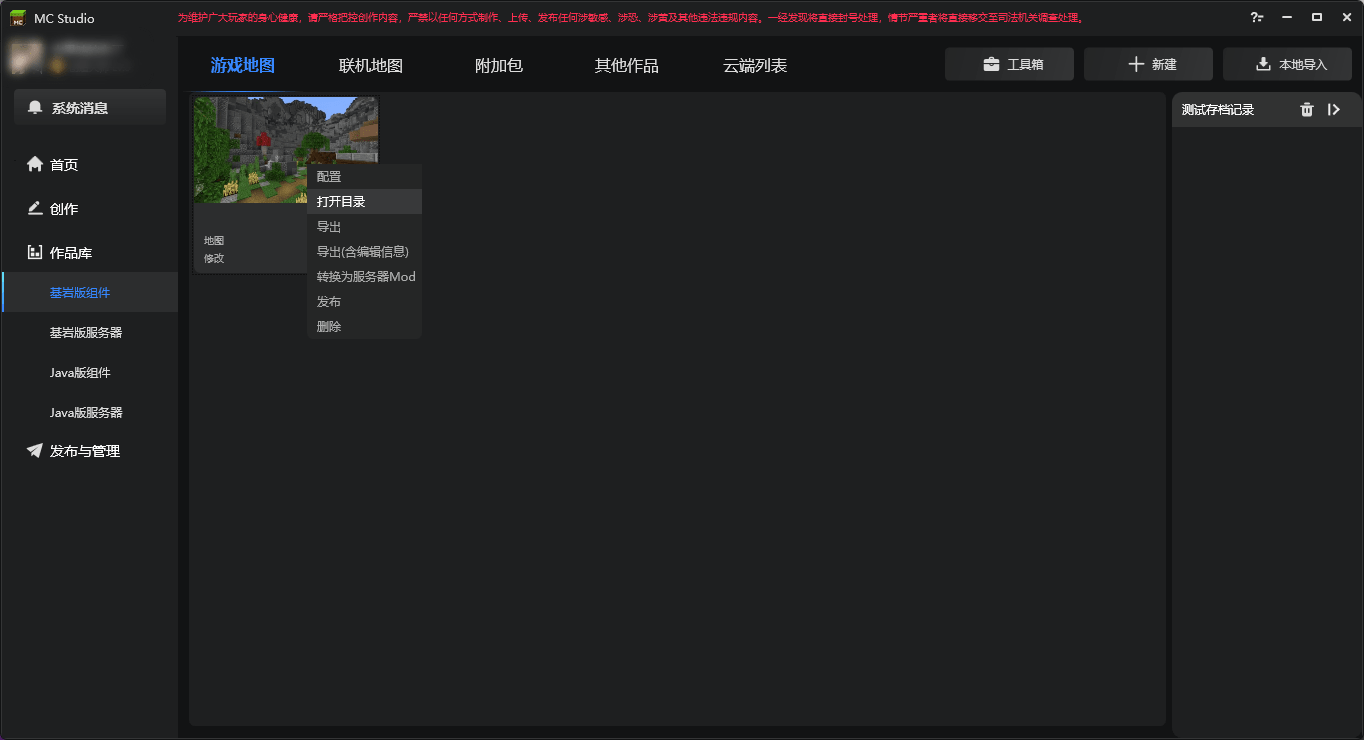 MC Studio
为维护广大玩家的身心健康，请严格把控创作内容，严禁以任何方式制作、上传、发布任何涉敏感、涉恐、涉黄及其他违法违规内容。一经发现将直接封号处理，情节严重者将直接移交至司法机关调查处理。
游戏地图
联机地图
附加包
其他作品
云端列表
工具箱
新建
本地导入
系统消息
首页
创作
作品库
基岩版组件
基岩版服务器
Java版组件
Java版服务器
发布与管理
地图
修改
配置
打开目录
导出
导出(含编辑信息)
转换为服务器Mod
发布
删除
测试存档记录